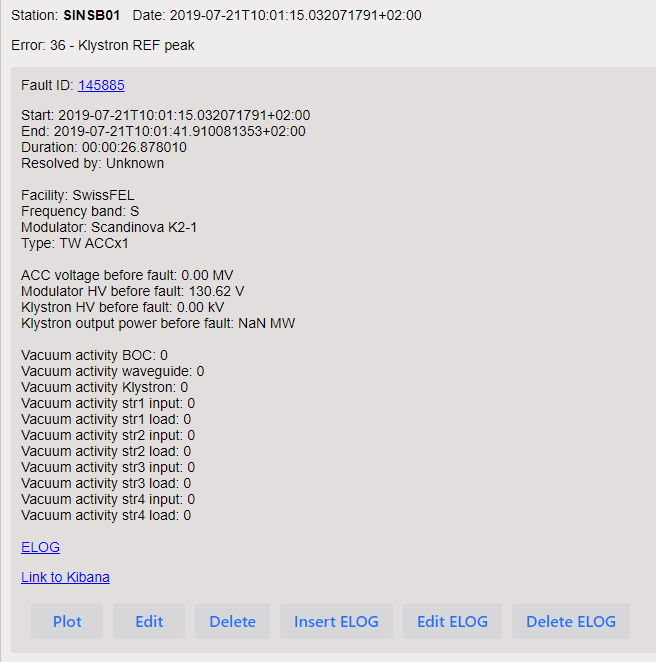 Station: SINSB01 Date: 2019-07-21T10:01:15.032071791+02:00
Error: 36 - Klystron REF peak
Fault ID: 145885
Start: 2019-07-21T10:01:15.032071791+02:00
End: 2019-07-21T10:01:41.910081353+02:00
Duration: 00:00:26.878010
Resolved by: Unknown
Facility: SwissFEL
Frequency band: S
Modulator: Scandinova K2-1
Type: TW ACCx1
ACC voltage before fault: 0.00 MV
Modulator HV before fault: 130.62 V
Klystron HV before fault: 0.00 kV
Klystron output power before fault: NaN MW
Vacuum activity BOC: 0
Vacuum activity waveguide: 0
Vacuum activity Klystron: 0
Vacuum activity str1 input: 0
Vacuum activity str1 load: 0
Vacuum activity str2 input: 0
Vacuum activity str2 load: 0
Vacuum activity str3 input: 0
Vacuum activity str3 load: 0
Vacuum activity str4 input: 0
Vacuum activity str4 load: 0
ELOG
Link to Kibana
Plot Edit Delete Insert ELOG Edit ELOG Delete ELOG